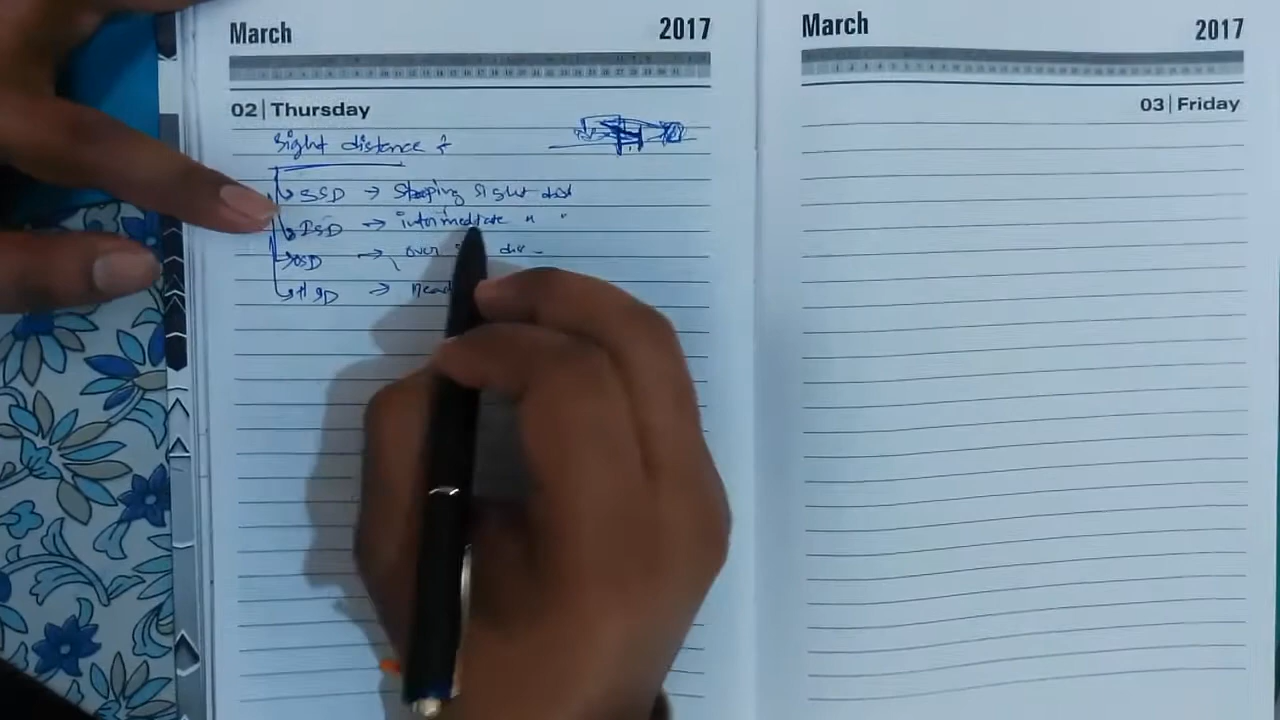 March 2017
02 | Thursday
Sight distance :
SSD → Stopping Sight dist
ISD → intermediate " "
OSD → over dis
HSD → Head
March 2017
03 | Friday